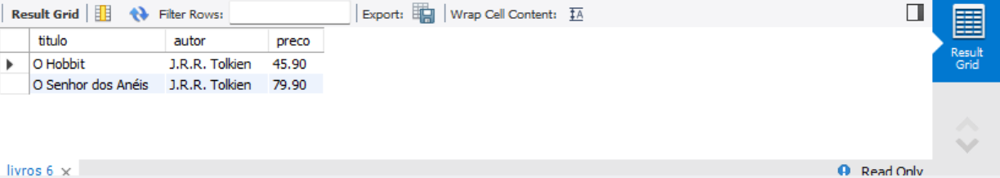 Result Grid Filter Rows: Export: Wrap Cell Content: IA
titulo autor preco
O Hobbit J.R.R. Tolkien 45.90
O Senhor dos Anéis J.R.R. Tolkien 79.90
Result
Grid
livros 6 × Read Only